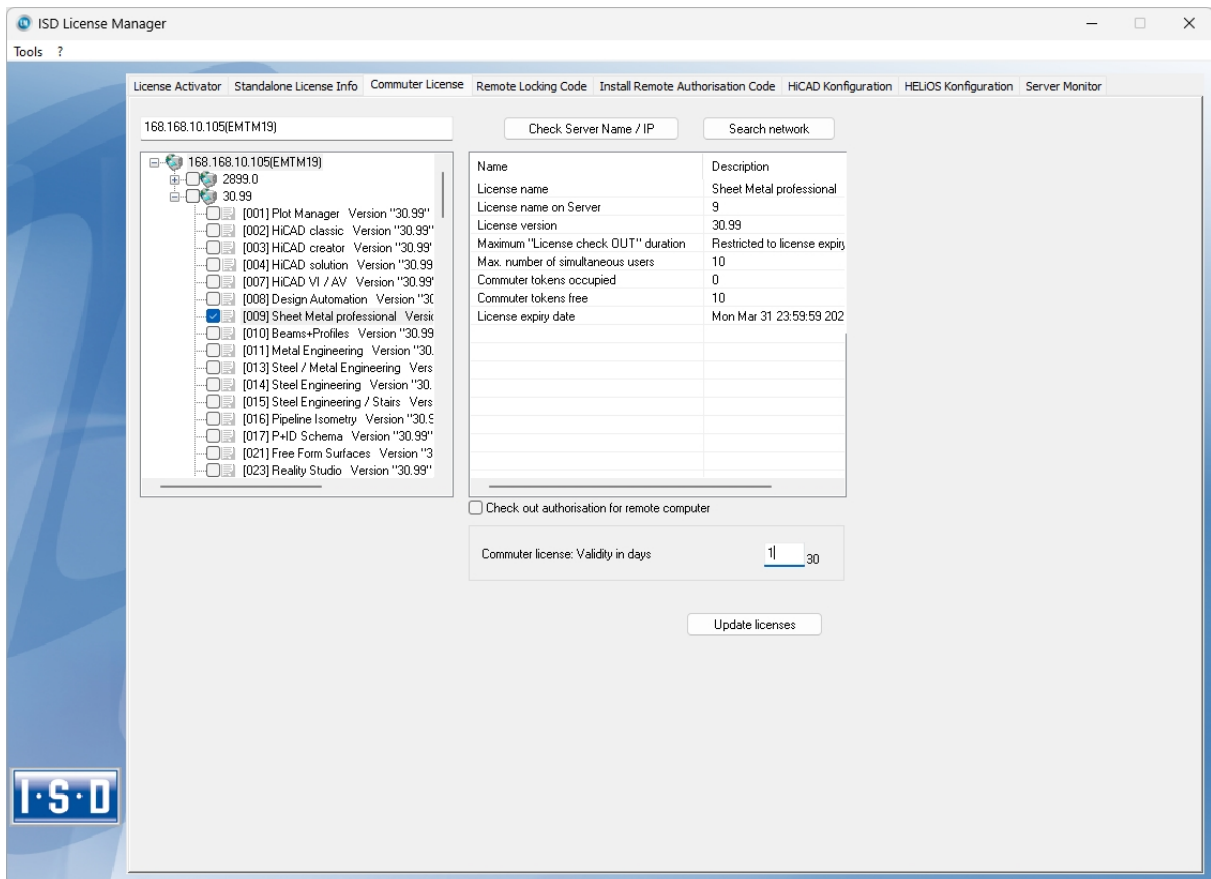 ISD License Manager
Tools ?
License Activator Standalone License Info Commuter License Remote Locking Code Install Remote Authorisation Code HiCAD Konfiguration HELiOS Konfiguration Server Monitor
168.168.10.105(EMTM19)
Check Server Name / IP Search network
168.168.10.105(EMTM19)
2899.0
30.99
[001] Plot Manager Version "30.99"
[002] HiCAD classic Version "30.99"
[003] HiCAD creator Version "30.99'
[004] HiCAD solution Version "30.99
[007] HiCAD VI / AV Version "30.99'
[008] Design Automation Version "30
[009] Sheet Metal professional Versio
[010] Beams+Profiles Version "30.99
[011] Metal Engineering Version "30.
[013] Steel / Metal Engineering Vers
[014] Steel Engineering Version "30.
[015] Steel Engineering / Stairs Vers
[016] Pipeline Isometry Version "30.9
[017] P+ID Schema Version "30.99"
[021] Free Form Surfaces Version "3
[023] Reality Studio Version "30.99"
Name Description
License name Sheet Metal professional
License name on Server 9
License version 30.99
Maximum "License check OUT" duration Restricted to license expiry
Max. number of simultaneous users 10
Commuter tokens occupied 0
Commuter tokens free 10
License expiry date Mon Mar 31 23:59:59 202
Check out authorisation for remote computer
Commuter license: Validity in days 1 30
Update licenses
I·S·D